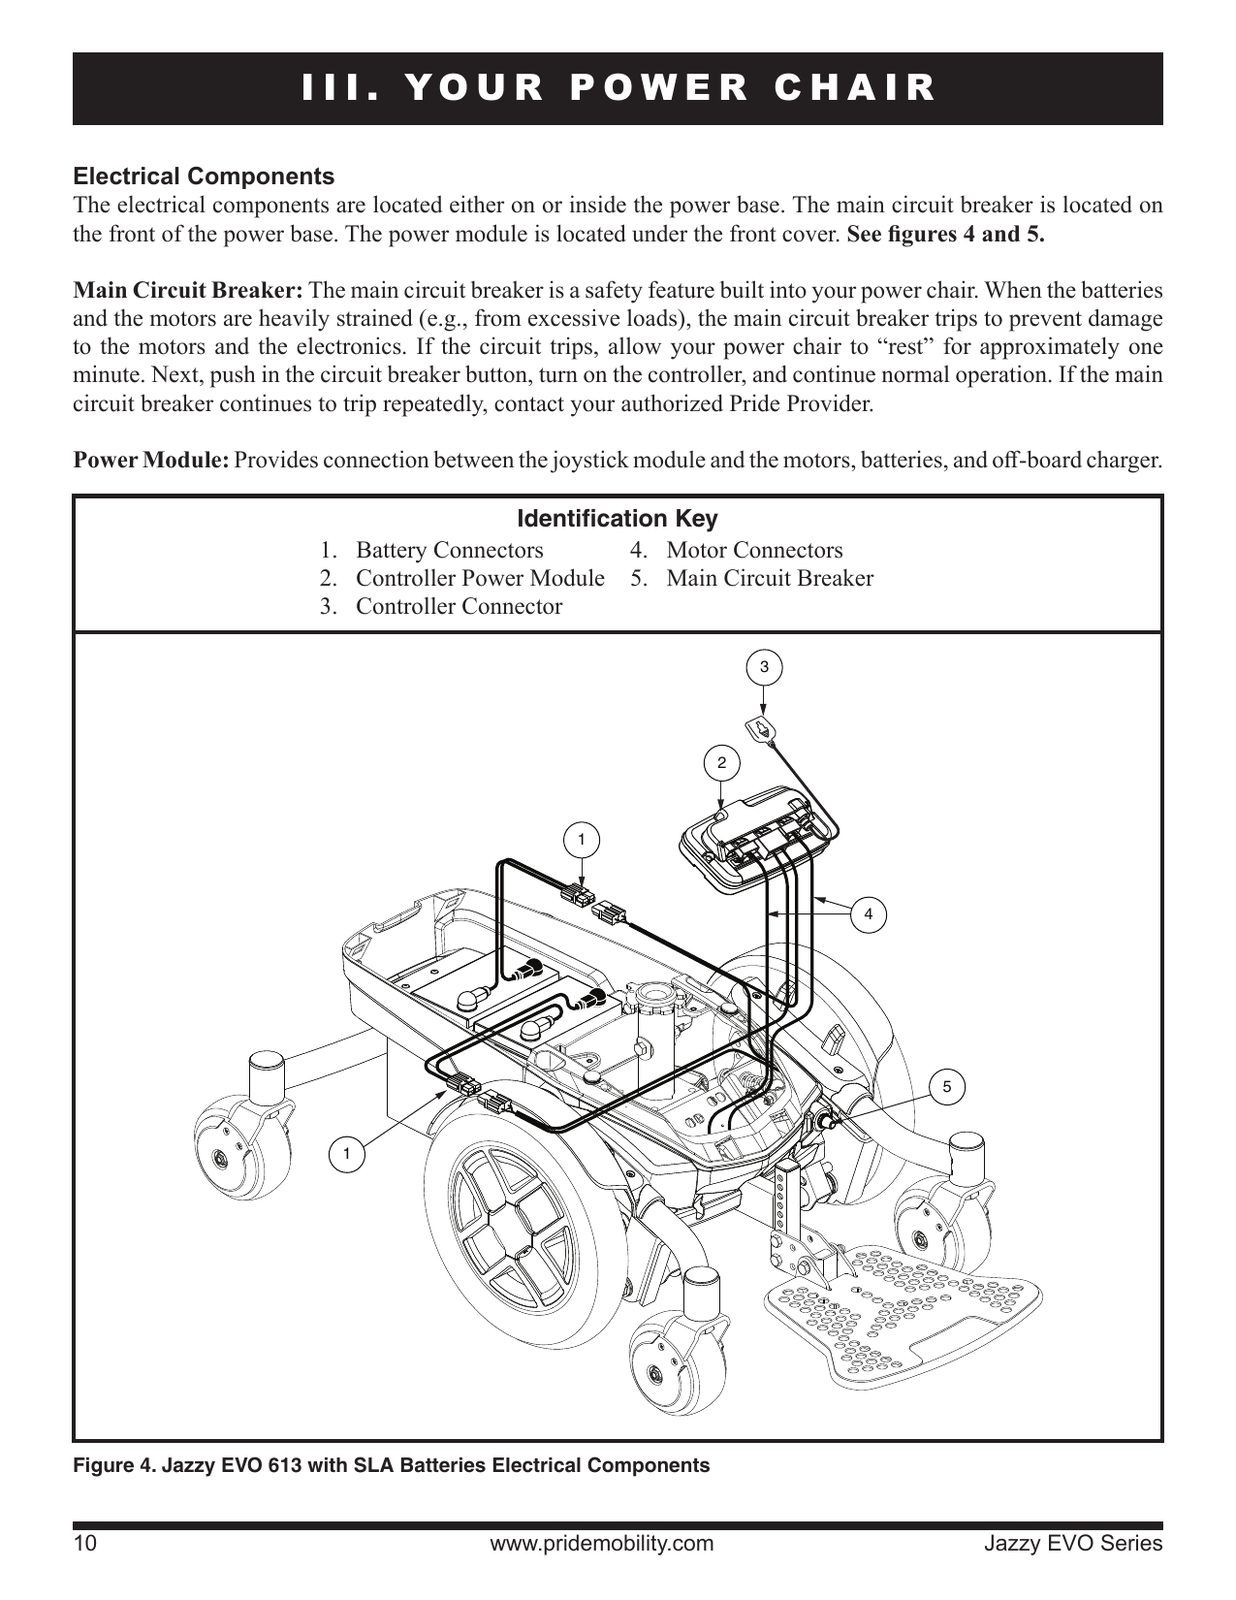 III. YOUR POWER CHAIR
Electrical Components
The electrical components are located either on or inside the power base. The main circuit breaker is located on
the front of the power base. The power module is located under the front cover. See figures 4 and 5.
Main Circuit Breaker: The main circuit breaker is a safety feature built into your power chair. When the batteries
and the motors are heavily strained (e.g., from excessive loads), the main circuit breaker trips to prevent damage
to the motors and the electronics. If the circuit trips, allow your power chair to “rest” for approximately one
minute. Next, push in the circuit breaker button, turn on the controller, and continue normal operation. If the main
circuit breaker continues to trip repeatedly, contact your authorized Pride Provider.
Power Module: Provides connection between the joystick module and the motors, batteries, and off-board charger.
Identification Key
1. Battery Connectors
2. Controller Power Module
3. Controller Connector
4. Motor Connectors
5. Main Circuit Breaker
3
2
1
4
5
1
Figure 4. Jazzy EVO 613 with SLA Batteries Electrical Components
10 www.pridemobility.com Jazzy EVO Series